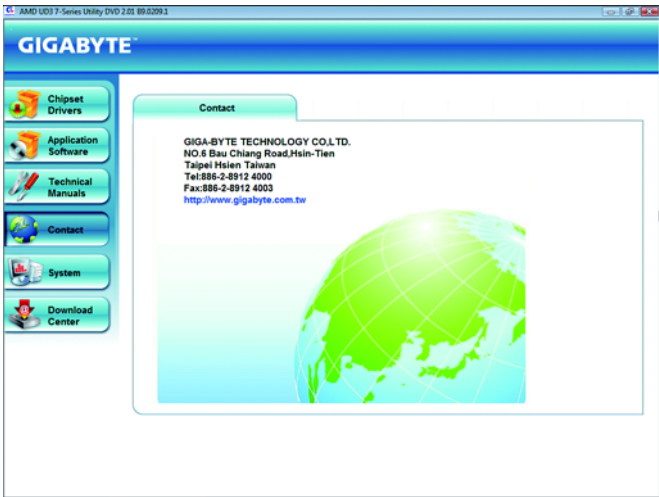 AMD UD3 7-Series Utility DVD 2.01 B9.0209.1
GIGABYTE™
Chipset
Drivers
Application
Software
Technical
Manuals
Contact
System
Download
Center
Contact
GIGA-BYTE TECHNOLOGY CO,LTD.
NO.6 Bau Chiang Road,Hsin-Tien
Taipei Hsien Taiwan
Tel:886-2-8912 4000
Fax:886-2-8912 4003
http://www.gigabyte.com.tw